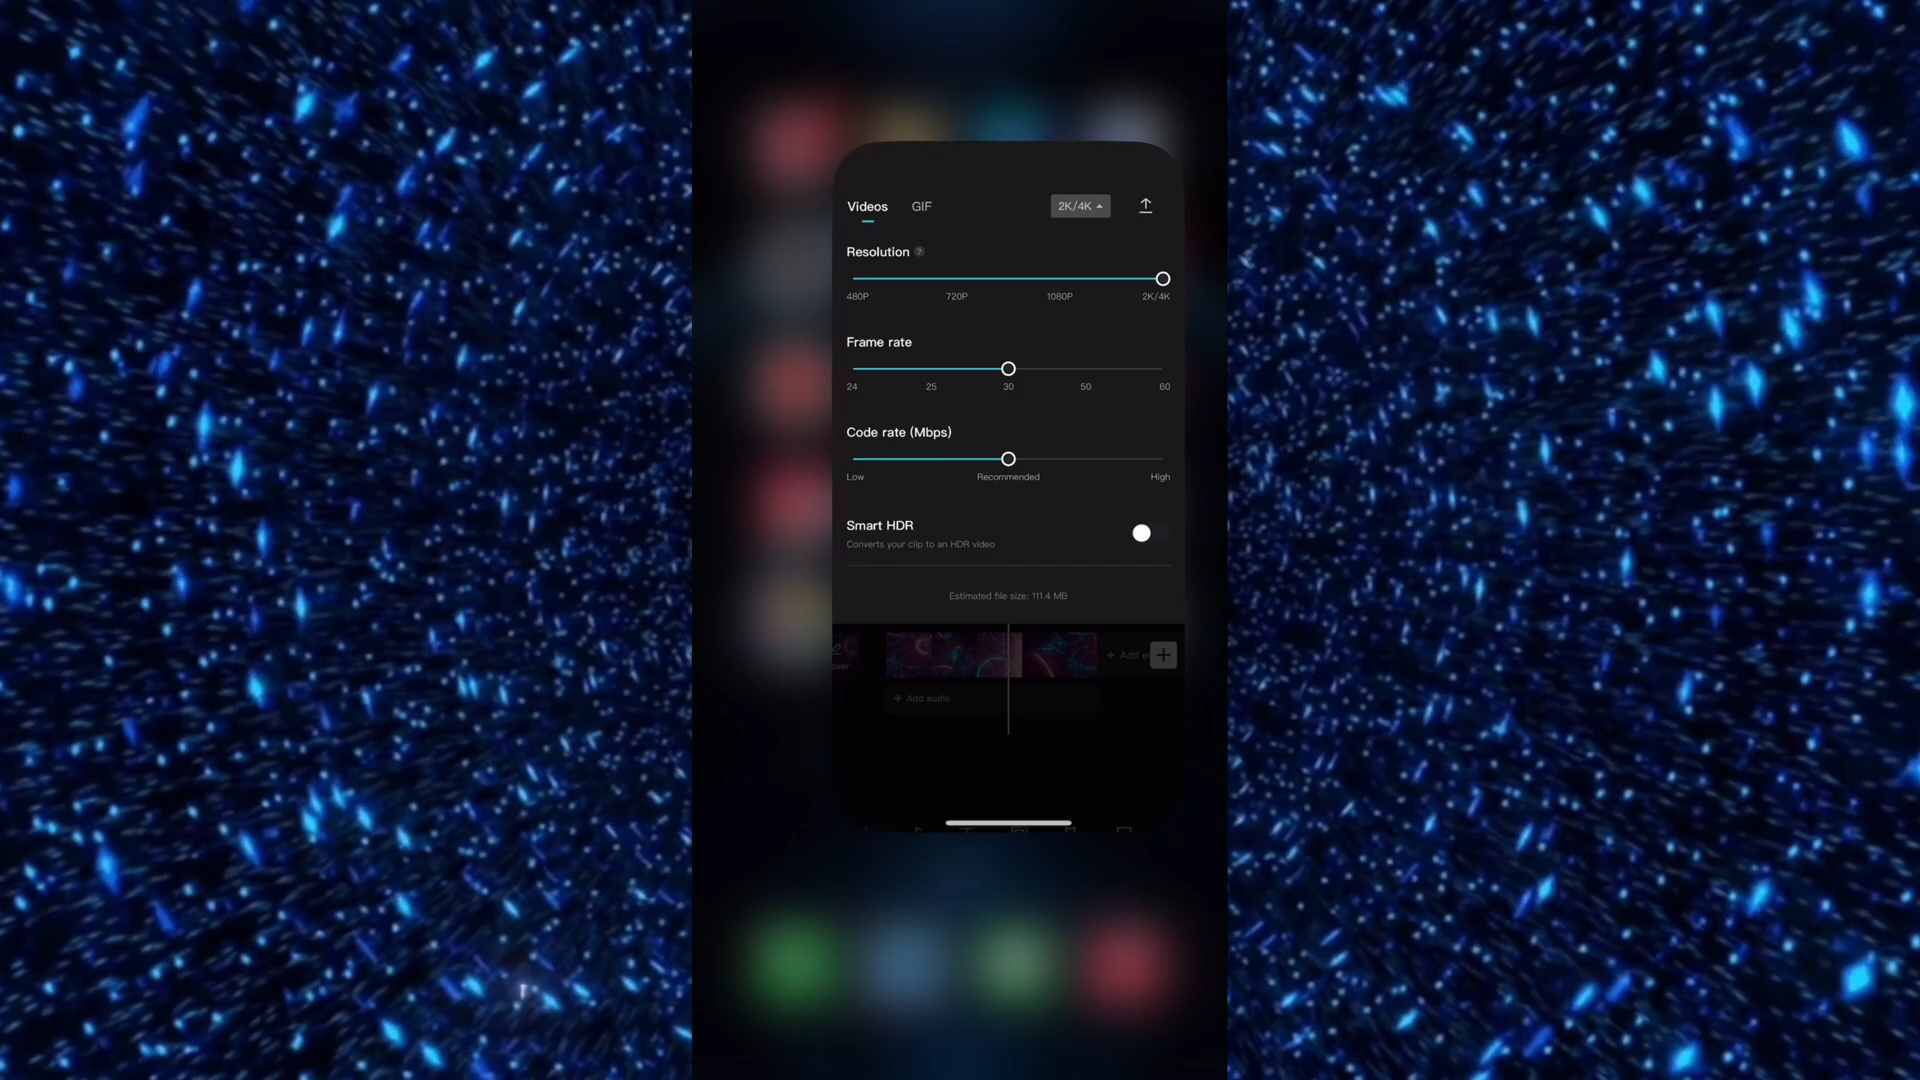 Videos GIF 2K/4K
Resolution ?
480P 720P 1080P 2K/4K
Frame rate
24 25 30 50 60
Code rate (Mbps)
Low Recommended High
Smart HDR
Converts your clip to an HDR video
Estimated file size: 111.4 MB
+ Add
+ Add audio